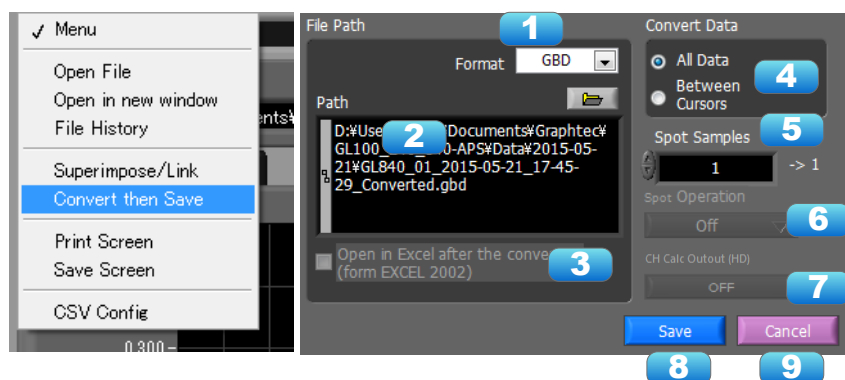 ✓ Menu
Open File
Open in new window
File History
Superimpose/Link
Convert then Save
Print Screen
Save Screen
CSV Config
ents¥
0.300
File Path
1
Format GBD
Path
D:¥Use 2 ¥Documents¥Graphtec¥
GL100_ 0-APS¥Data¥2015-05-
21¥GL840_01_2015-05-21_17-45-
29_Converted.gbd
Open in Excel after the conve
(form EXCEL 2002)
3
Convert Data
All Data
Between
Cursors
4
Spot Samples
5
1 -> 1
Spot Operation
Off
6
CH Calc Outout (HD)
OFF
7
Save
Cancel
8
9